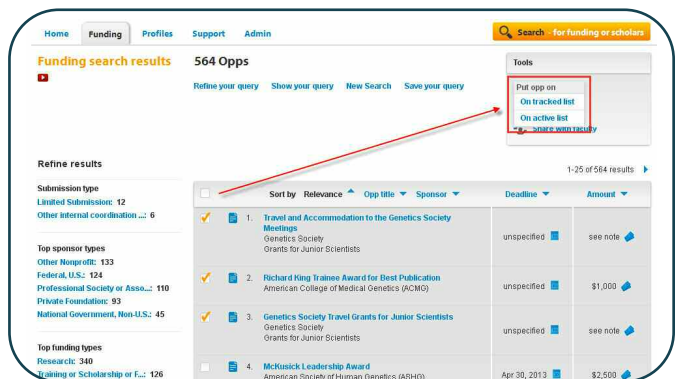 Home Funding Profiles Support Admin
Search - for funding or scholars
Funding search results
564 Opps
Refine your query Show your query New Search Save your query
Tools
Put opp on
On tracked list
On active list
Share with faculty
Refine results
1-25 of 564 results
Submission type
Limited Submission: 12
Other internal coordination ...: 6
Top sponsor types
Other Nonprofit: 133
Federal, U.S.: 124
Professional Society or Asso...: 110
Private Foundation: 93
National Government, Non-U.S.: 45
Top funding types
Research: 340
Training or Scholarship or F...: 126
Sort by Relevance Opp title Sponsor Deadline Amount
1. Travel and Accommodation to the Genetics Society
Meetings
Genetics Society
Grants for Junior Scientists
unspecified see note
2. Richard King Trainee Award for Best Publication
American College of Medical Genetics (ACMG)
unspecified $1,000
3. Genetics Society Travel Grants for Junior Scientists
Genetics Society
Grants for Junior Scientists
unspecified see note
4. McKusick Leadership Award
American Society of Human Genetics (ASHG)
Apr 30, 2013 $2,500